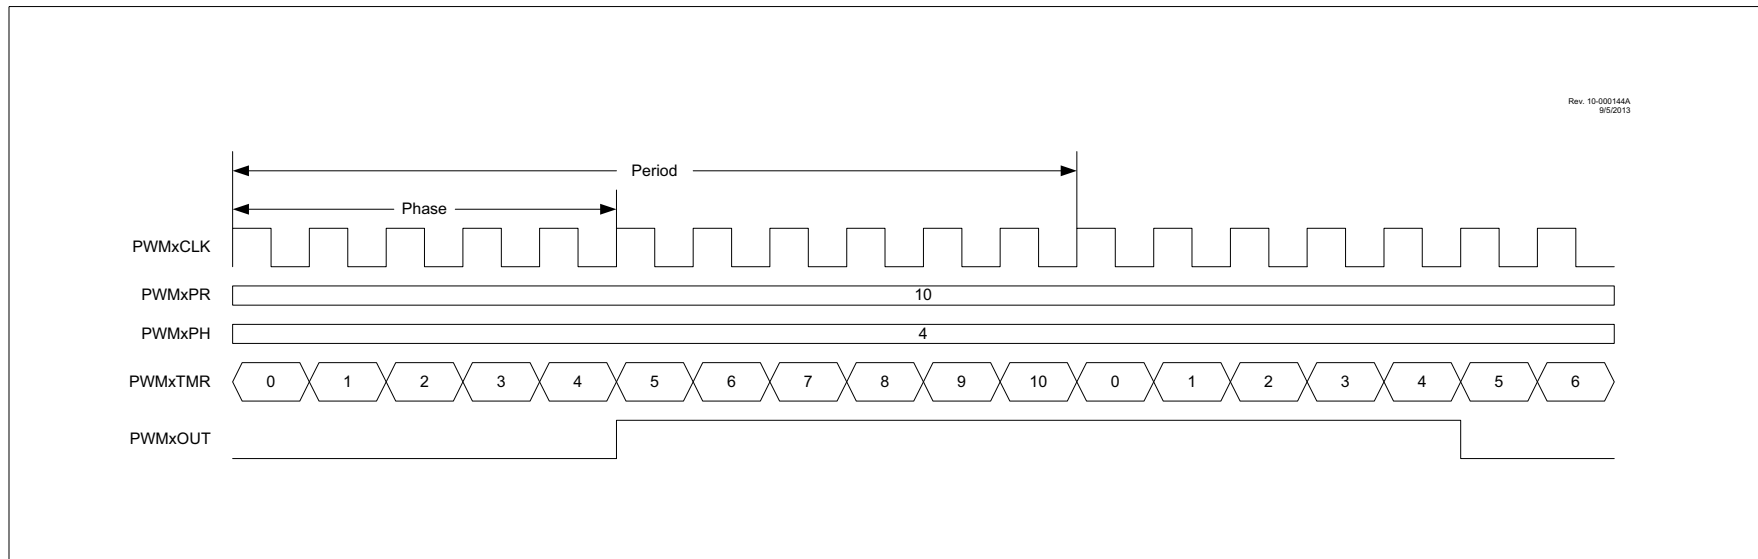 Rev. 10-000144A
9/5/2013
Period
Phase
PWMxCLK
PWMxPR
10
PWMxPH
4
PWMxTMR
0 1 2 3 4 5 6 7 8 9 10 0 1 2 3 4 5 6
PWMxOUT